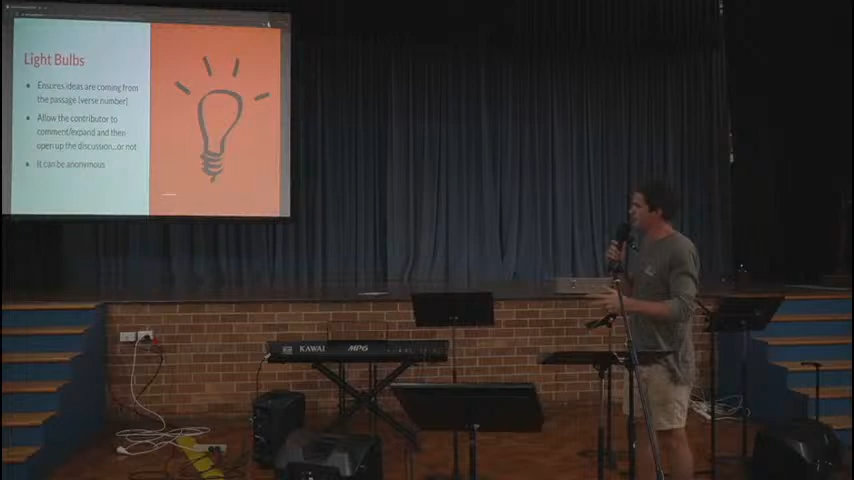 Light Bulbs
● Ensures ideas are coming from
the passage [verse number]
● Allow the contributor to
comment/expand and then
open up the discussion...or not
● It can be anonymous
KAWAI MP6